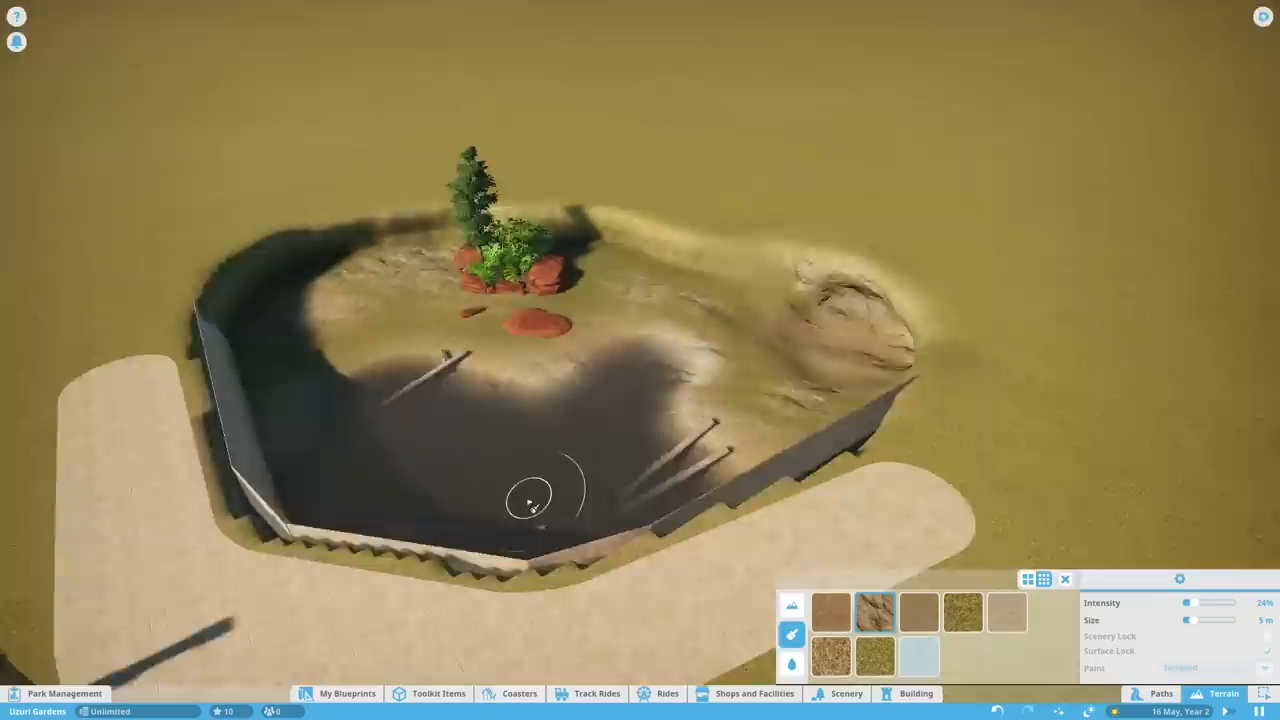 ?
Intensity 24%
Size 5 m
Scenery Lock
Surface Lock
Paint Sampled
Park Management My Blueprints Toolkit Items Coasters Track Rides Rides Shops and Facilities Scenery Building Paths Terrain
Uzuri Gardens Unlimited 10 0 16 May, Year 2